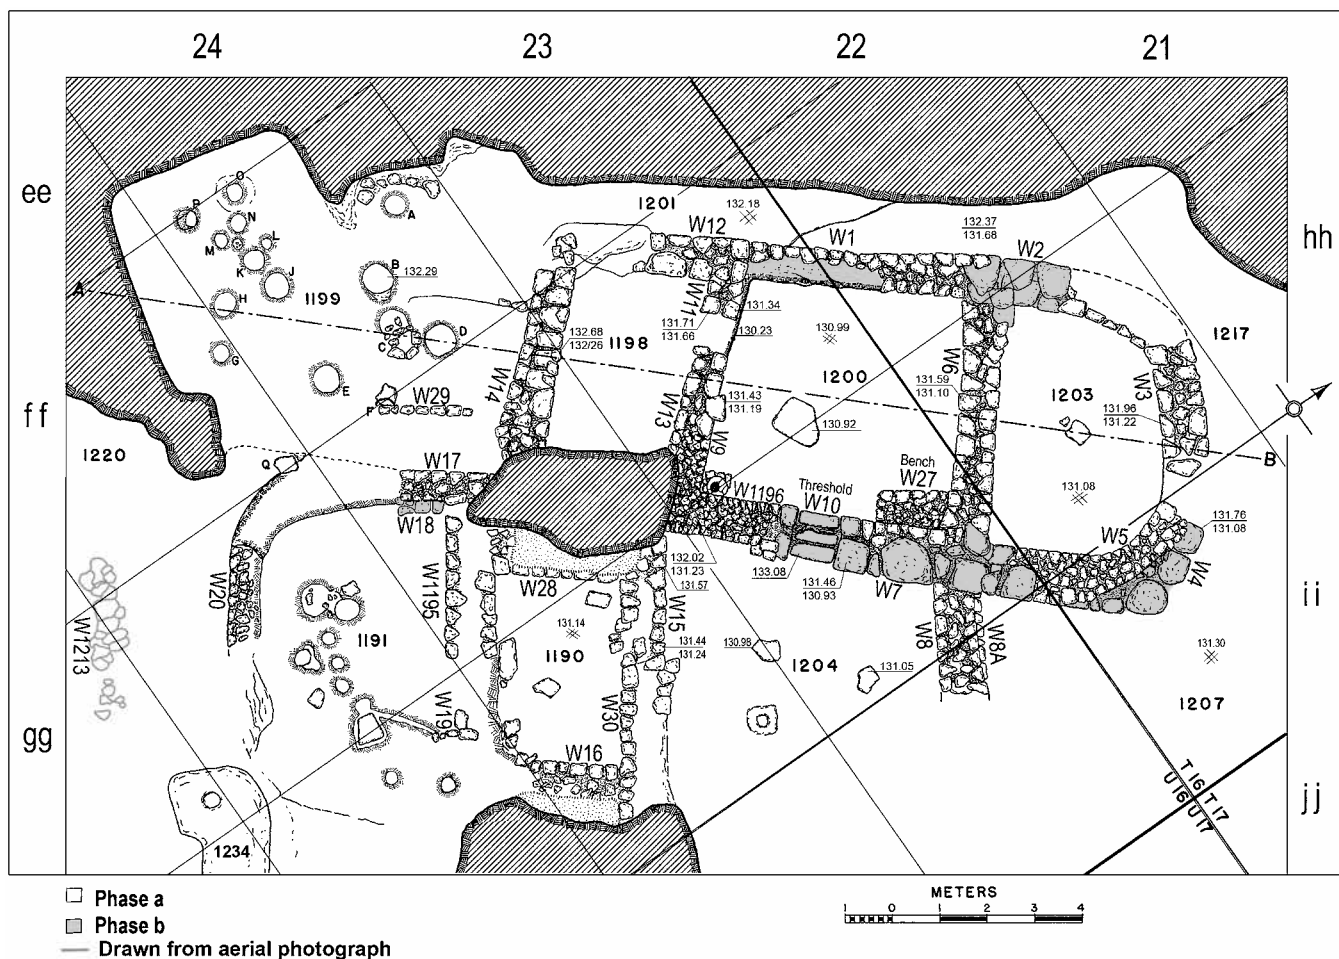 24 23 22 21
ee
ff
gg
hh
ii
jj
O
P
N
M
L
K
J
H
G
1199
A
B
132.29
C
D
E
F
W29
A
1220
Q
1201
W12
132.18
W1
132.37
131.68
W2
1217
W11
131.71
131.66
131.34
130.23
132.68
132/26
1198
W14
W13
131.43
131.19
W9
130.99
1200
130.92
131.59
131.10
W6
1203
131.96
131.22
W3
B
131.08
Bench
W27
Threshold
W10
W1196
W17
W18
W20
W1195
W28
132.02
131.23
131.57
W15
133.08
131.46
130.93
W7
W5
131.76
131.08
W4
W8
W8A
W1213
1191
131.14
1190
131.44
131.24
130.98
1204
131.05
131.30
1207
W19
W30
W16
1234
T16 T17
U16 U17
Phase a
Phase b
Drawn from aerial photograph
METERS
1 0 1 2 3 4